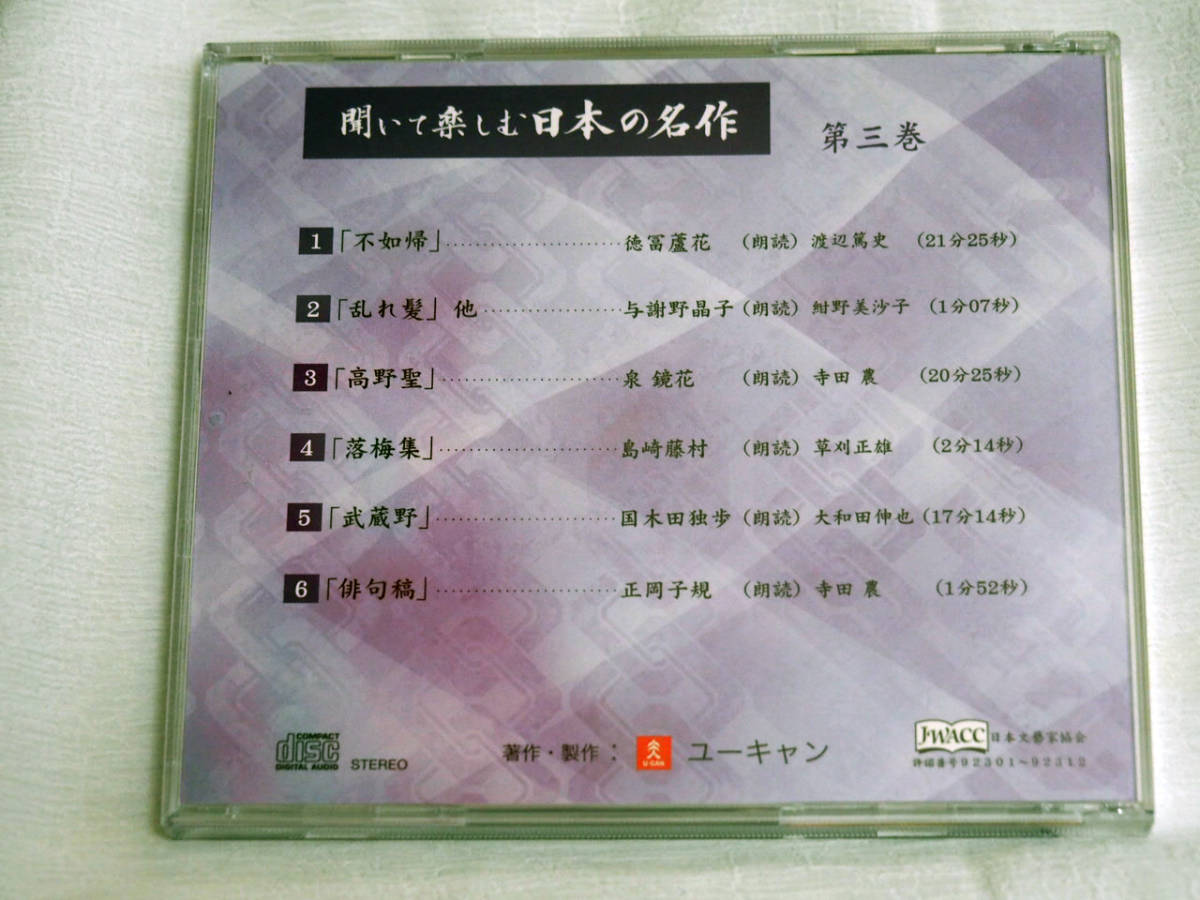 聞いて楽しむ日本の名作 第三巻
1 「不如帰」……………………徳冨蘆花 （朗読）渡辺篤史 （21分25秒）
2 「乱れ髪」他………………与謝野晶子（朗読）紺野美沙子 （1分07秒）
3 「高野聖」……………………泉 鏡花 （朗読）寺田 農 （20分25秒）
4 「落梅集」……………………島崎藤村 （朗読）草刈正雄 （2分14秒）
5 「武蔵野」……………………国木田独歩（朗読）大和田伸也（17分14秒）
6 「俳句稿」……………………正岡子規 （朗読）寺田 農 （1分52秒）
COMPACT disc DIGITAL AUDIO STEREO
著作・製作： U-CAN ユーキャン
JWACC 日本文藝家協会
許諾番号92301～92312